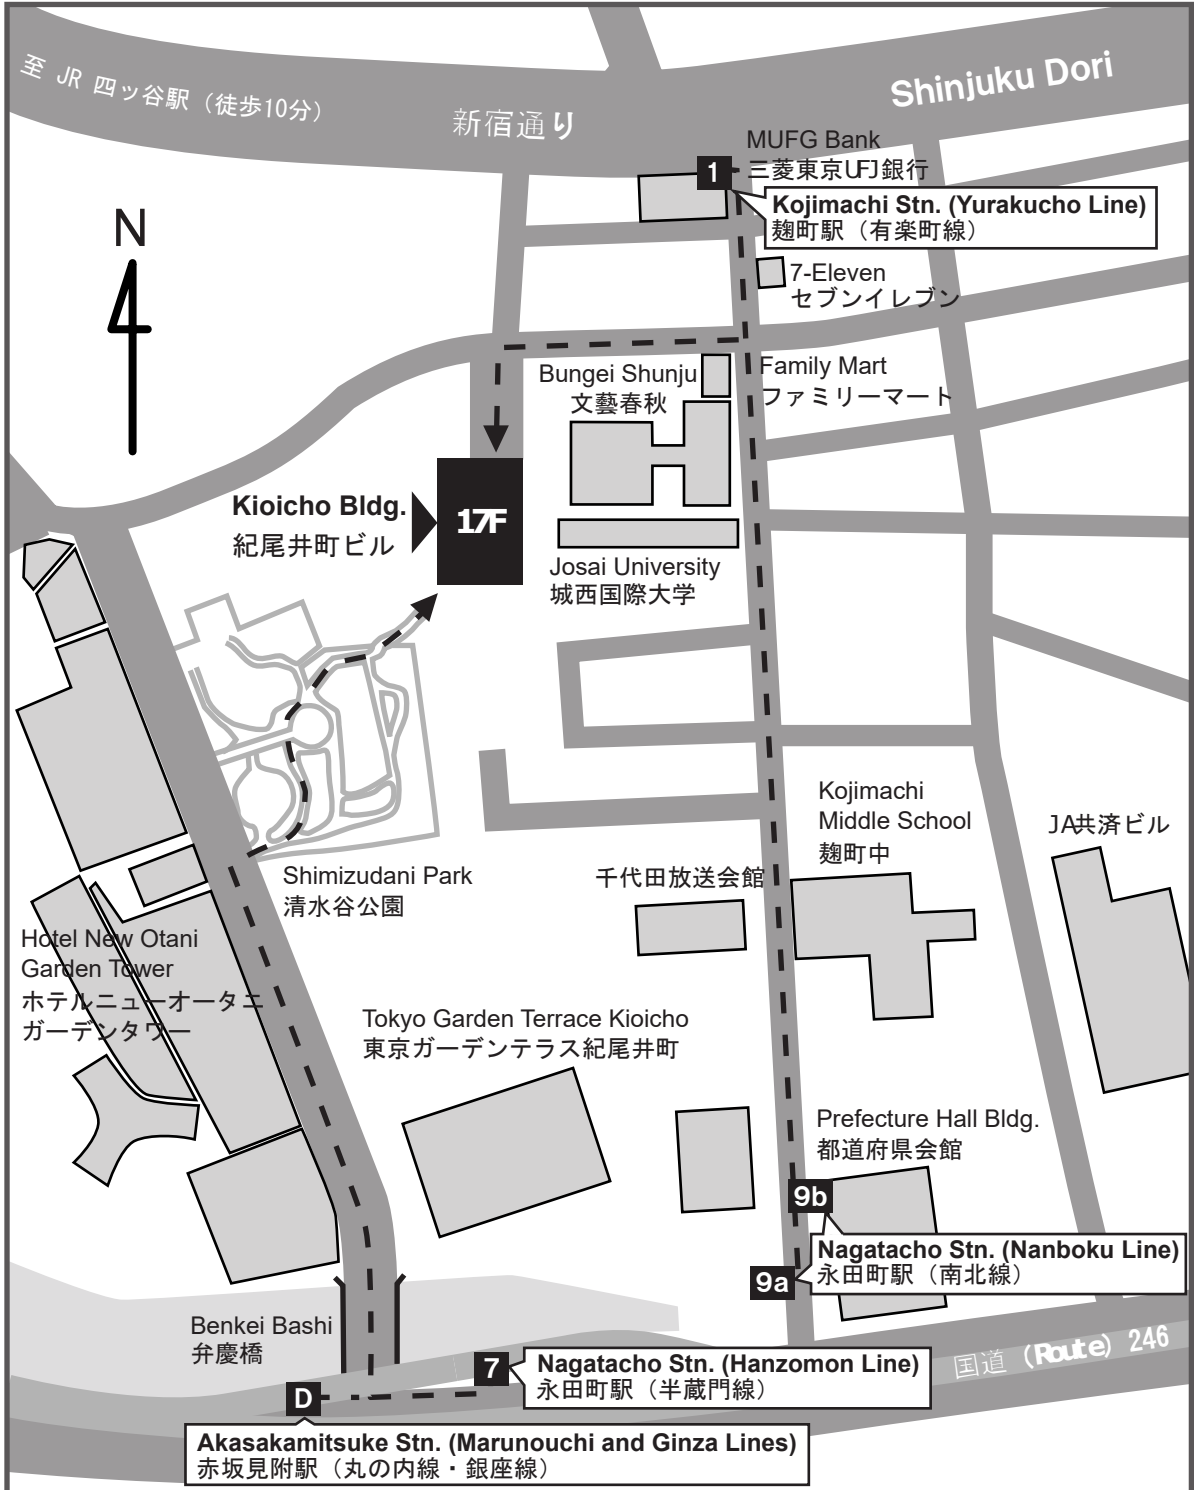 至 JR 四ッ谷駅（徒歩10分）
新宿通り
Shinjuku Dori
MUFG Bank
三菱東京UFJ銀行
1
Kojimachi Stn. (Yurakucho Line)
麹町駅（有楽町線）
N
7-Eleven
セブンイレブン
Family Mart
ファミリーマート
Bungei Shunju
文藝春秋
Kioicho Bldg.
紀尾井町ビル
17F
Josai University
城西国際大学
Kojimachi
Middle School
麹町中
JA共済ビル
Shimizudani Park
清水谷公園
千代田放送会館
Hotel New Otani
Garden Tower
ホテルニューオータニ
ガーデンタワー
Tokyo Garden Terrace Kioicho
東京ガーデンテラス紀尾井町
Prefecture Hall Bldg.
都道府県会館
9b
Nagatacho Stn. (Nanboku Line)
永田町駅（南北線）
9a
Benkei Bashi
弁慶橋
国道（Route）246
7
Nagatacho Stn. (Hanzomon Line)
永田町駅（半蔵門線）
D
Akasakamitsuke Stn. (Marunouchi and Ginza Lines)
赤坂見附駅（丸の内線・銀座線）